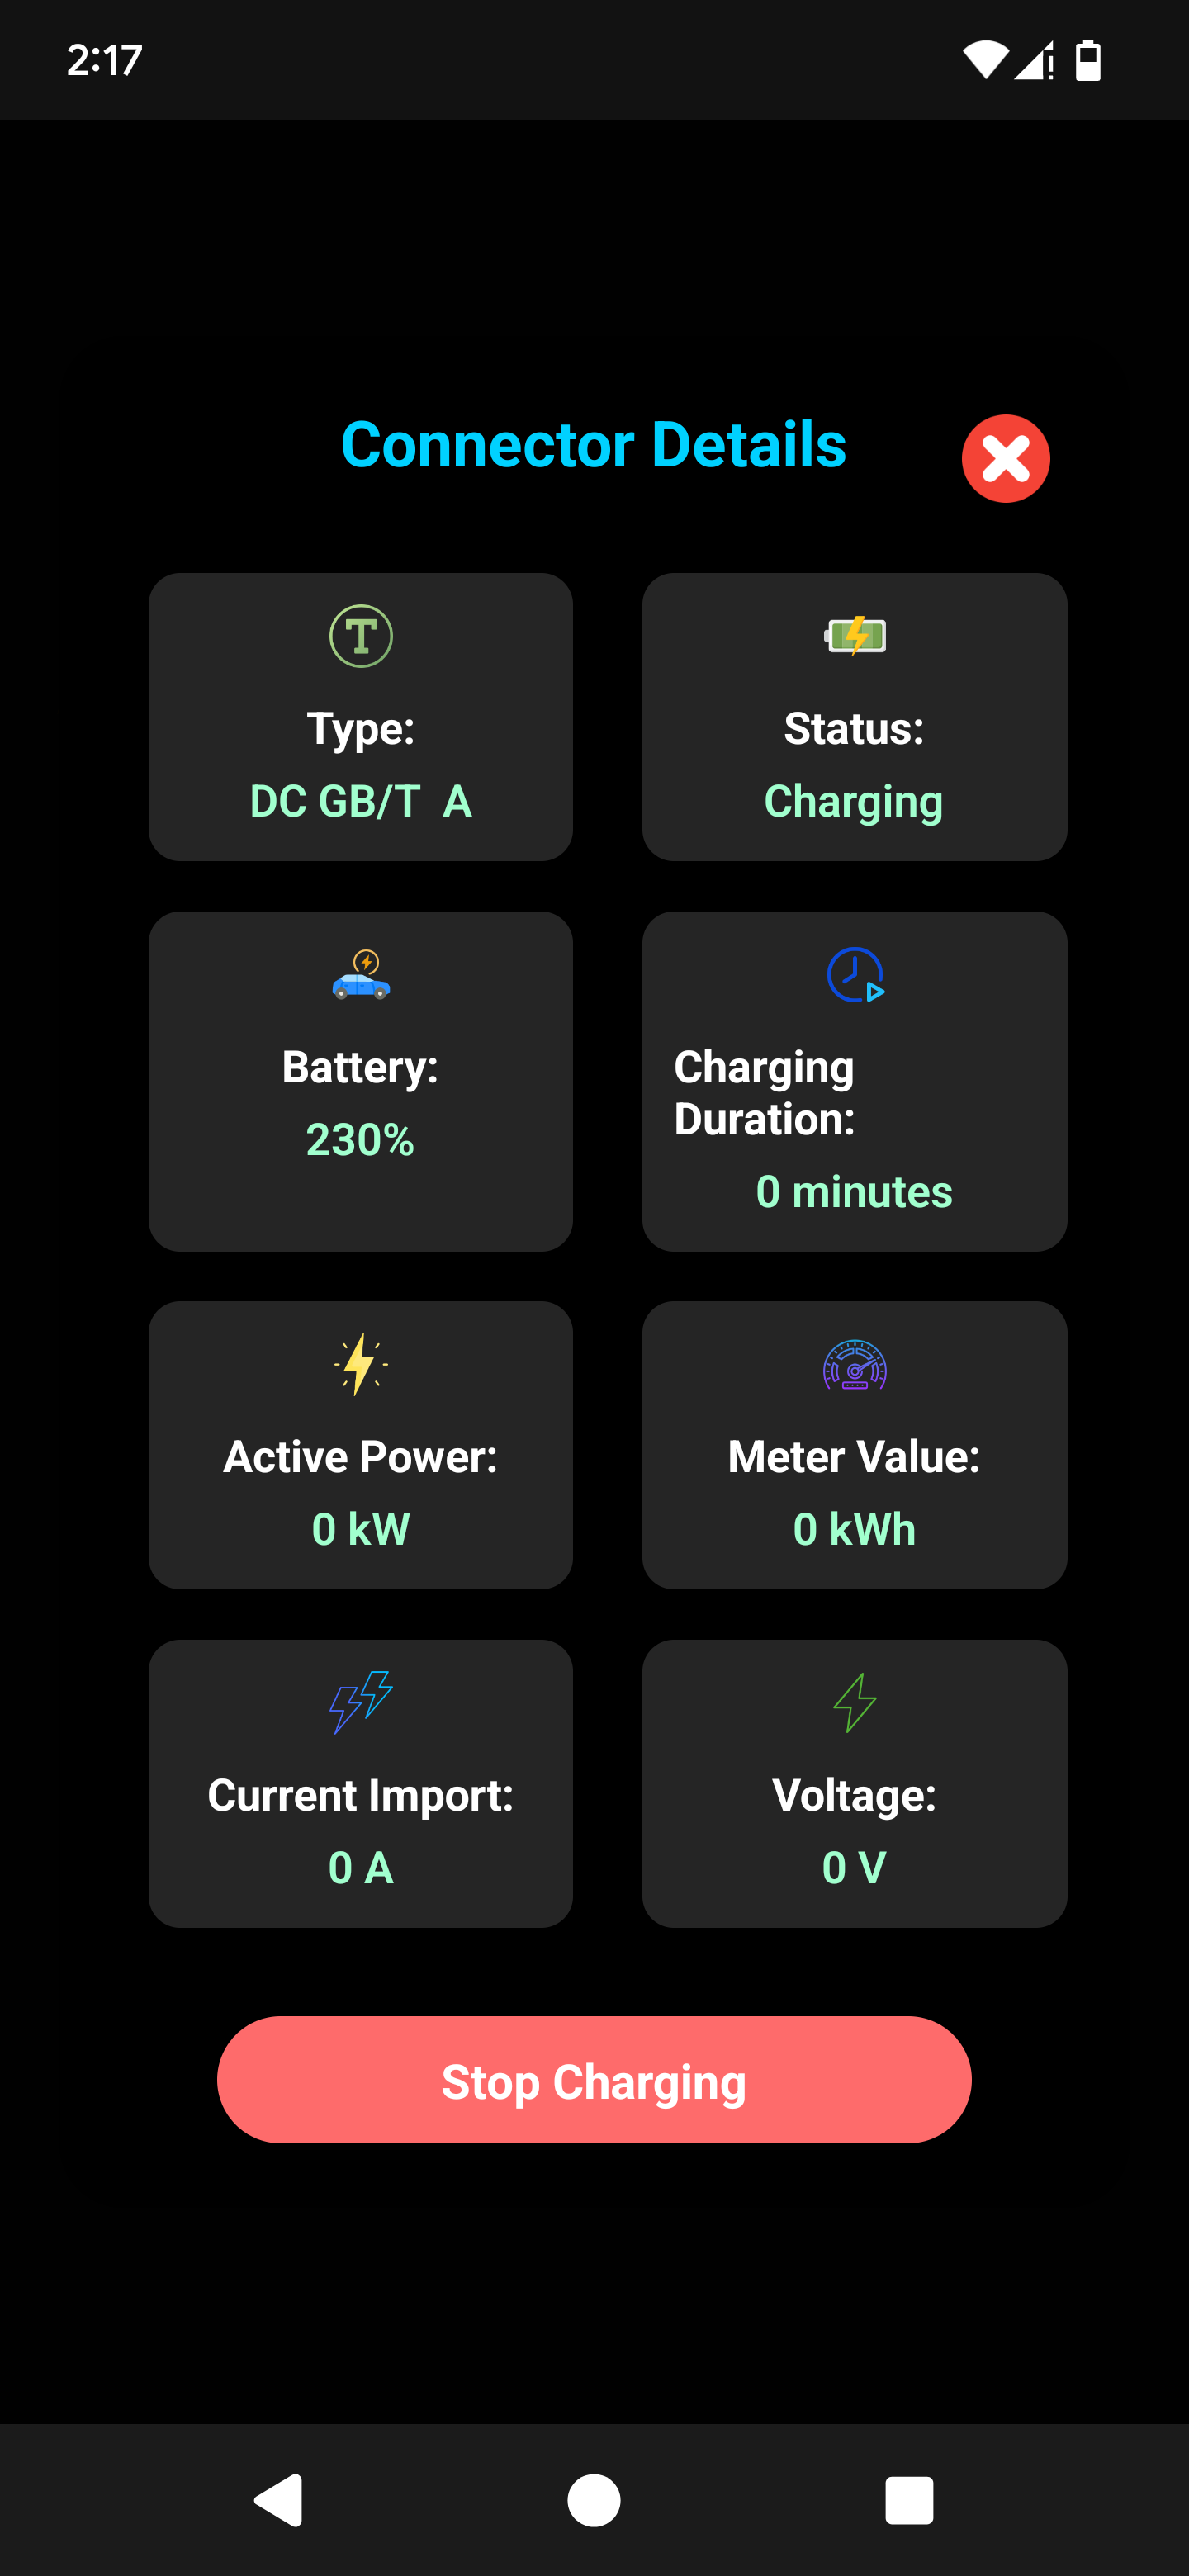 2:17
Connector Details
Type:
DC GB/T  A
Status:
Charging
Battery:
230%
Charging
Duration:
0 minutes
Active Power:
0 kW
Meter Value:
0 kWh
Current Import:
0 A
Voltage:
0 V
Stop Charging